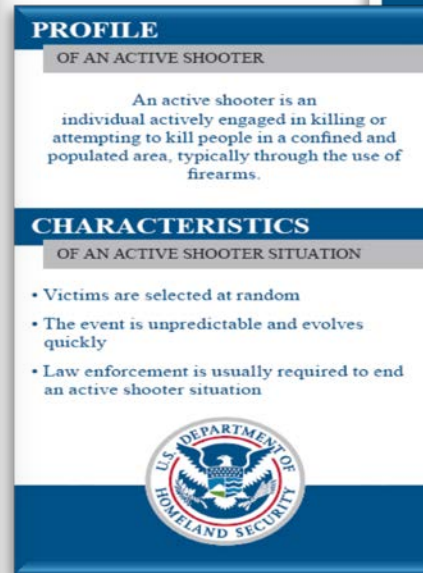 PROFILE
OF AN ACTIVE SHOOTER
An active shooter is an
individual actively engaged in killing or
attempting to kill people in a confined and
populated area, typically through the use of
firearms.
CHARACTERISTICS
OF AN ACTIVE SHOOTER SITUATION
• Victims are selected at random
• The event is unpredictable and evolves
quickly
• Law enforcement is usually required to end
an active shooter situation
U.S. DEPARTMENT OF
HOMELAND SECURITY